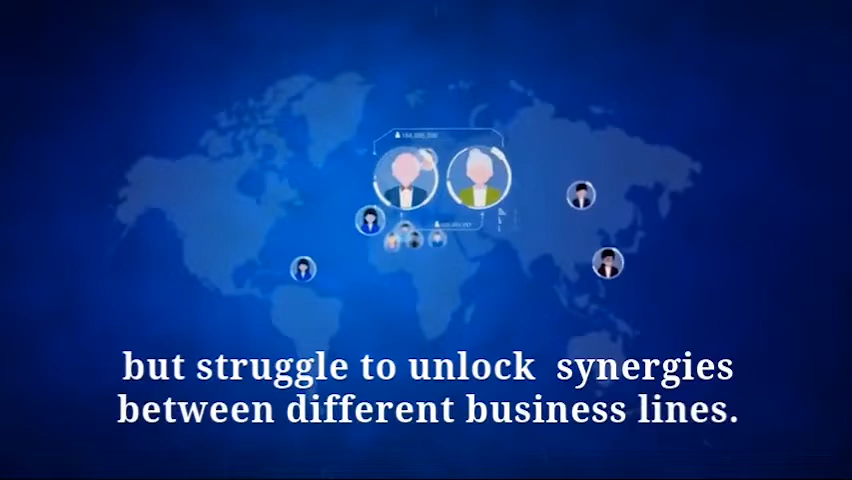 but struggle to unlock  synergies
between different business lines.